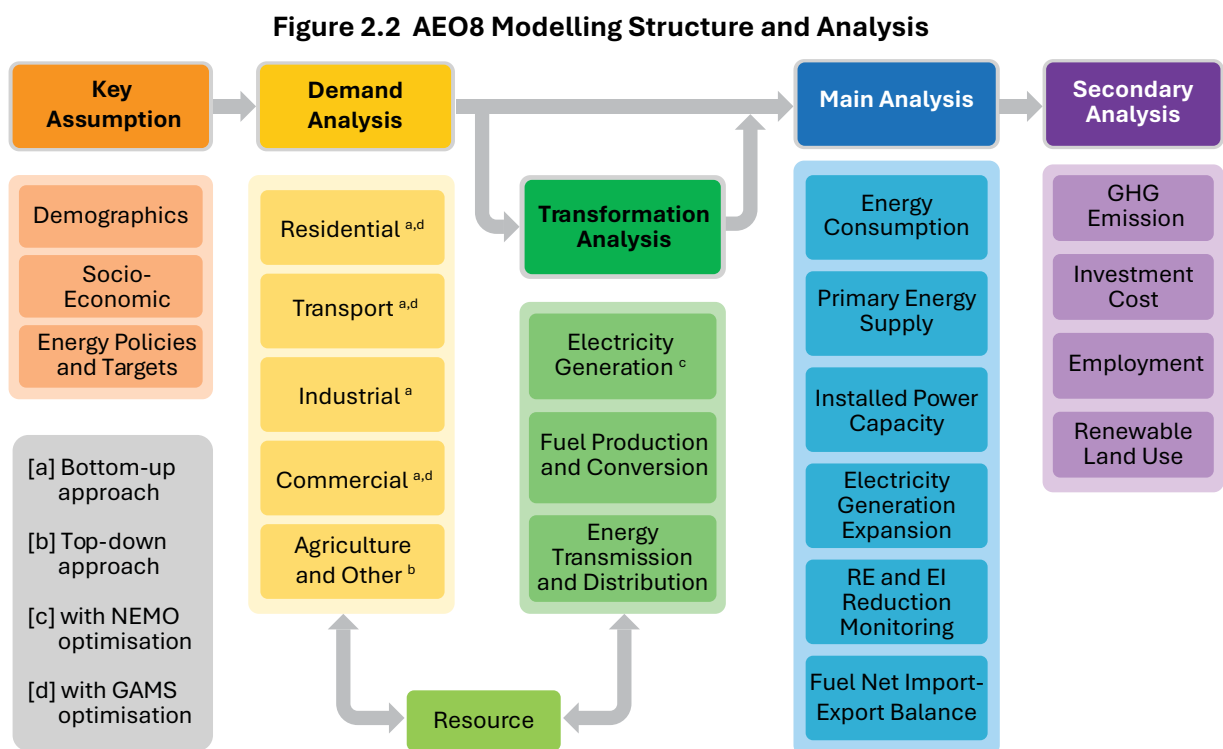 Figure 2.2  AEO8 Modelling Structure and Analysis
Key
Assumption
Demographics
Socio-
Economic
Energy Policies
and Targets
[a] Bottom-up
approach
[b] Top-down
approach
[c] with NEMO
optimisation
[d] with GAMS
optimisation
Demand
Analysis
Residential a,d
Transport a,d
Industrial a
Commercial a,d
Agriculture
and Other b
Transformation
Analysis
Electricity
Generation c
Fuel Production
and Conversion
Energy
Transmission
and Distribution
Resource
Main Analysis
Energy
Consumption
Primary Energy
Supply
Installed Power
Capacity
Electricity
Generation
Expansion
RE and EI
Reduction
Monitoring
Fuel Net Import-
Export Balance
Secondary
Analysis
GHG
Emission
Investment
Cost
Employment
Renewable
Land Use